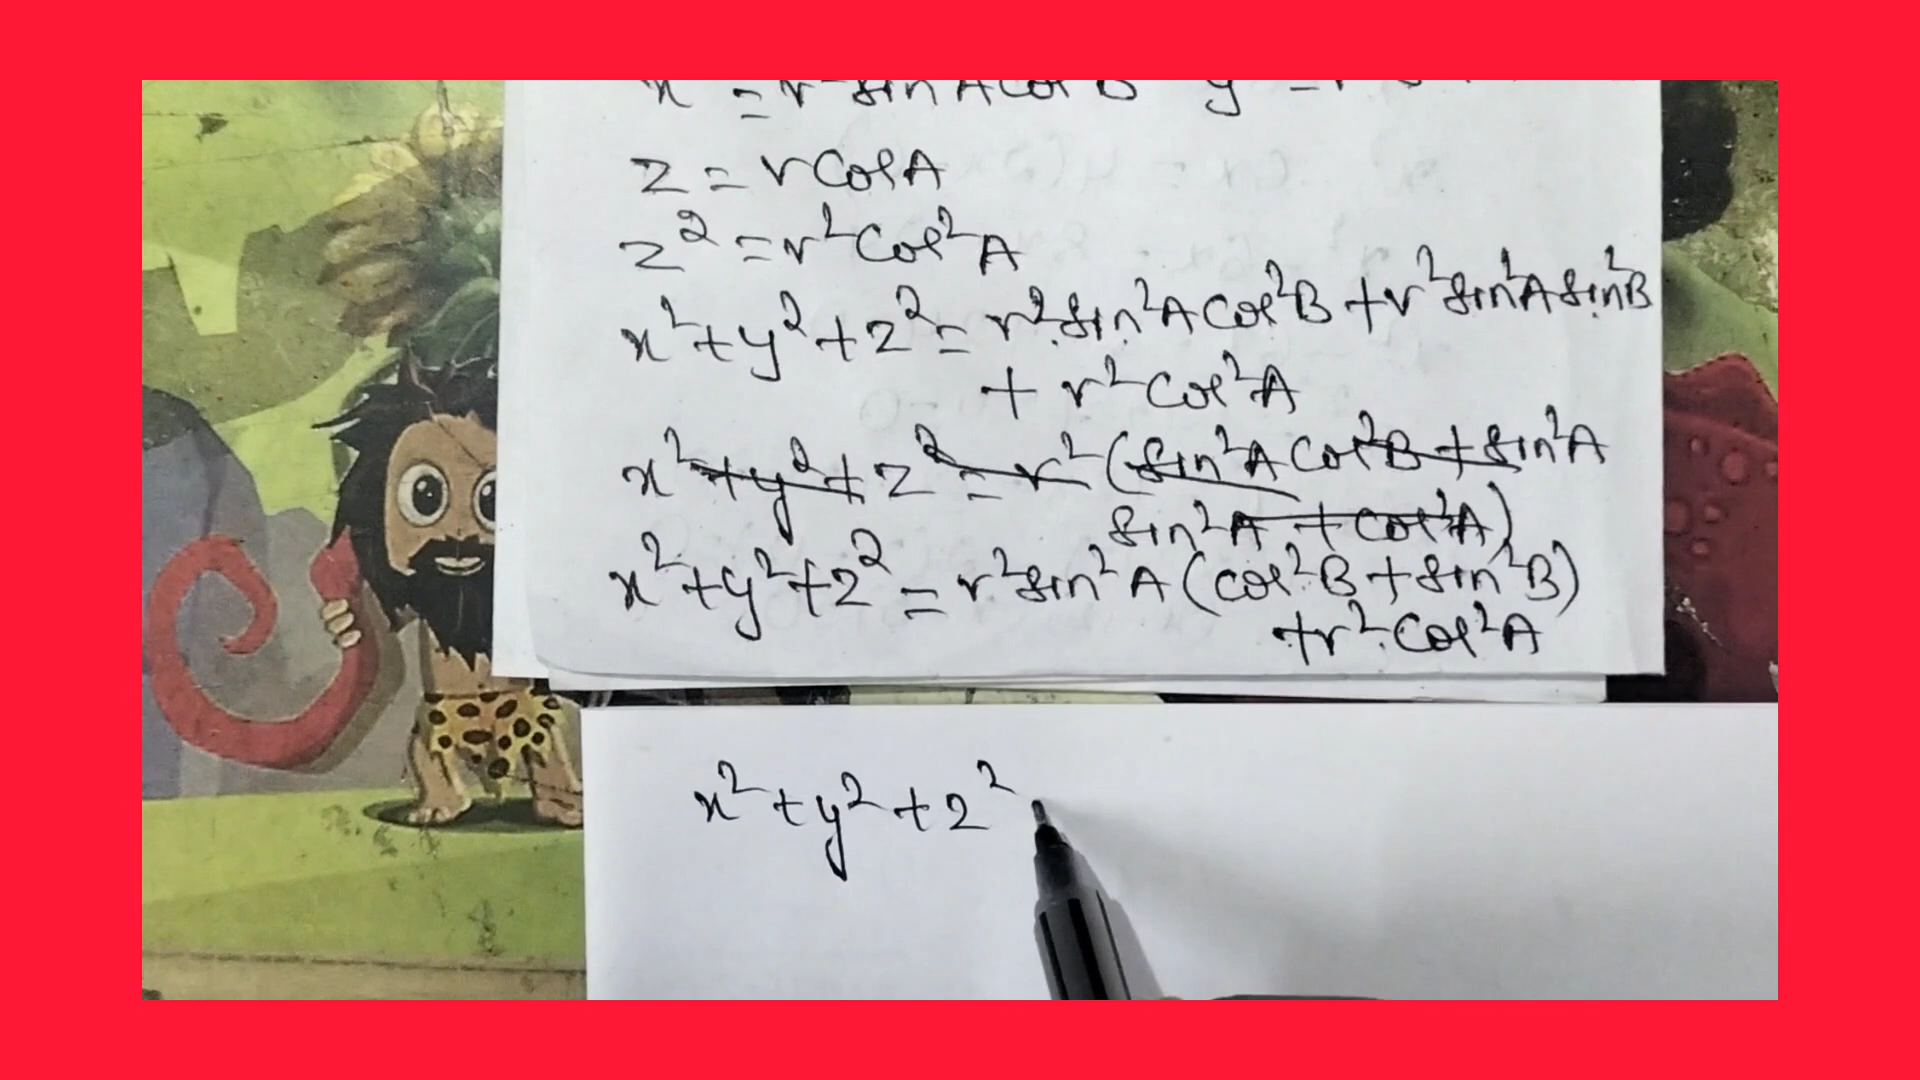 z = r cos A
z² = r² cos² A
x² + y² + z² = r² sin² A cos² B + r² sin² A sin² B
+ r² cos² A
x² + y² + z² = r² (sin² A cos² B + sin² A
sin² A + cos² A)
x² + y² + z² = r² sin² A (cos² B + sin² B)
+ r² cos² A
x² + y² + z²